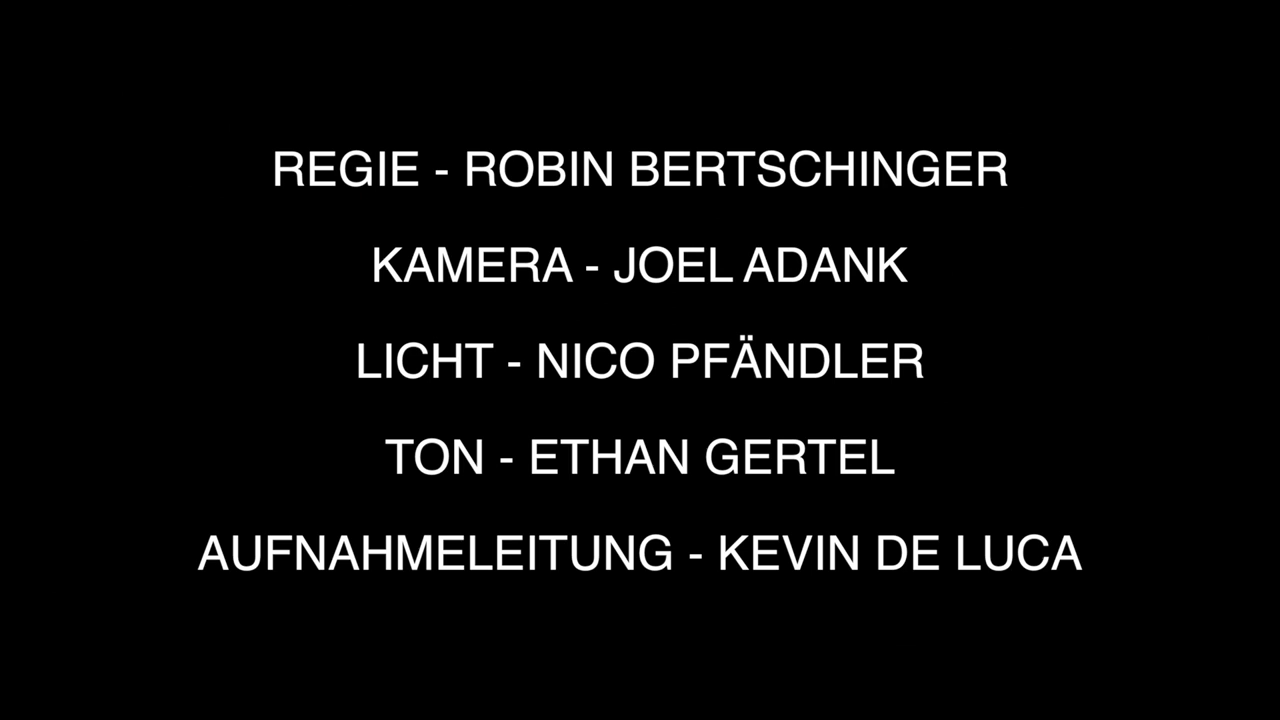 REGIE - ROBIN BERTSCHINGER
KAMERA - JOEL ADANK
LICHT - NICO PFÄNDLER
TON - ETHAN GERTEL
AUFNAHMELEITUNG - KEVIN DE LUCA